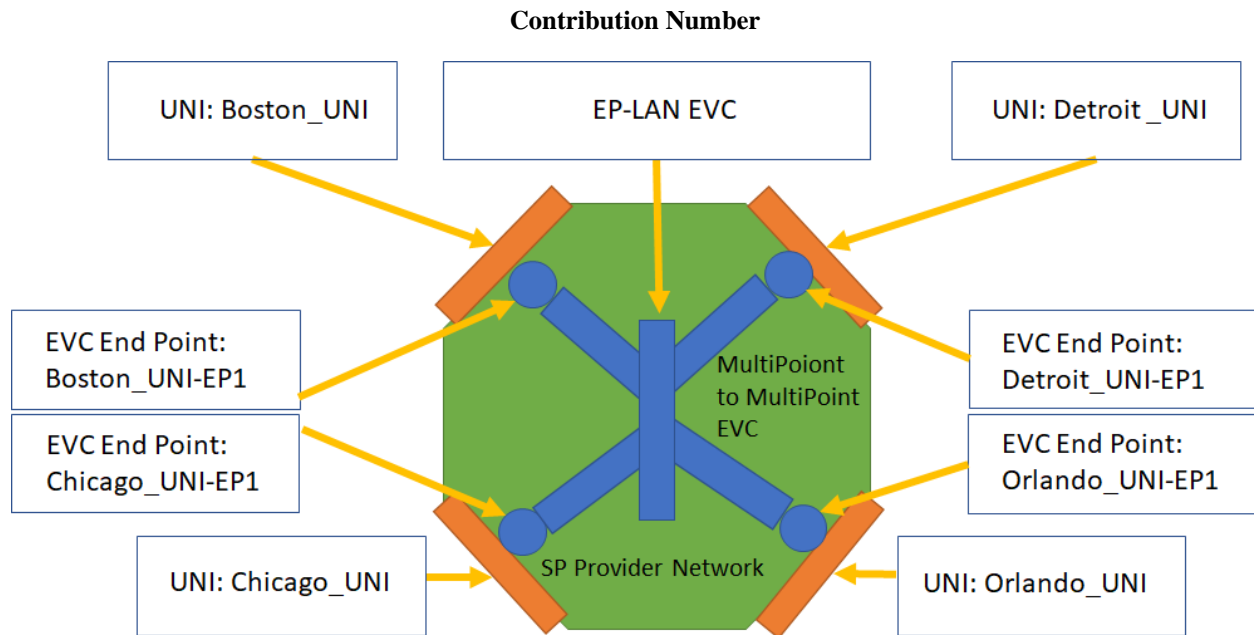 Contribution Number
UNI: Boston_UNI
EP-LAN EVC
UNI: Detroit _UNI
EVC End Point:
Boston_UNI-EP1
EVC End Point:
Detroit_UNI-EP1
MultiPoiont
to MultiPoint
EVC
EVC End Point:
Chicago_UNI-EP1
EVC End Point:
Orlando_UNI-EP1
SP Provider Network
UNI: Chicago_UNI
UNI: Orlando_UNI